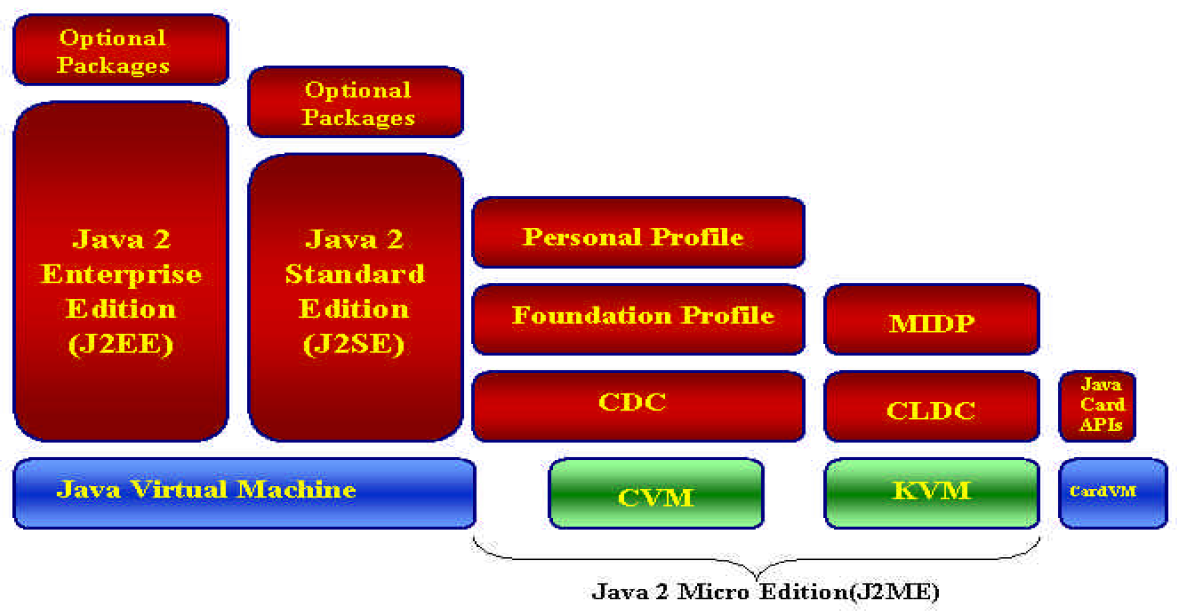 Optional
Packages
Optional
Packages
Java 2
Enterprise
Edition
(J2EE)
Java 2
Standard
Edition
(J2SE)
Personal Profile
Foundation Profile
MIDP
CDC
CLDC
Java
Card
APIs
Java Virtual Machine
CVM
KVM
CardVM
Java 2 Micro Edition(J2ME)